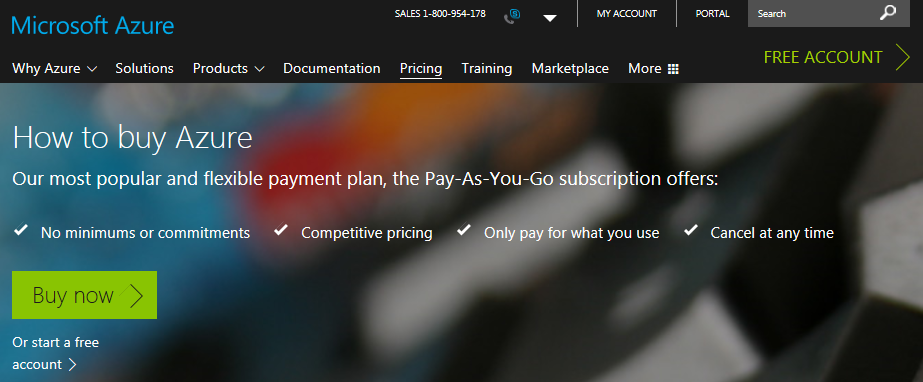 Microsoft Azure
SALES 1-800-954-178
MY ACCOUNT
PORTAL
Search
FREE ACCOUNT
Why Azure
Solutions
Products
Documentation
Pricing
Training
Marketplace
More
How to buy Azure
Our most popular and flexible payment plan, the Pay-As-You-Go subscription offers:
No minimums or commitments
Competitive pricing
Only pay for what you use
Cancel at any time
Buy now
Or start a free
account